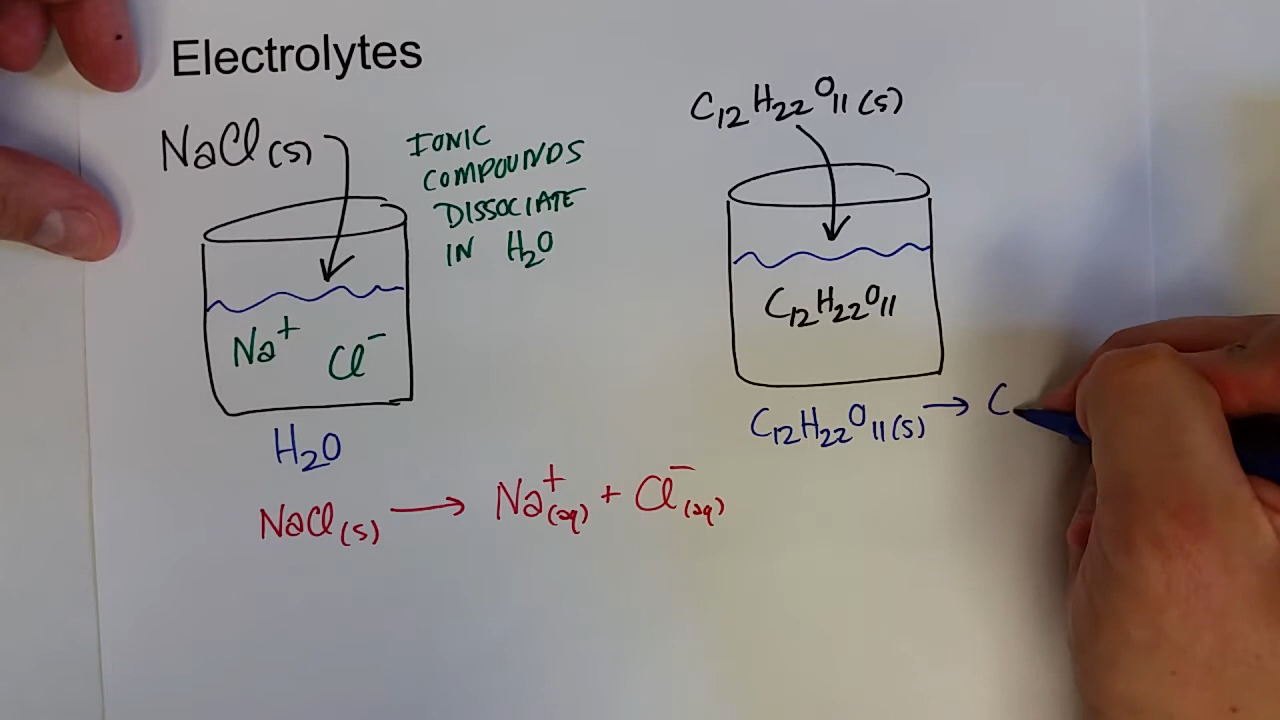 Electrolytes
NaCl(s)
IONIC
COMPOUNDS
DISSOCIATE
IN H₂O
Na⁺ Cl⁻
H₂O
NaCl(s) → Na⁺(aq) + Cl⁻(aq)
C₁₂H₂₂O₁₁(s)
C₁₂H₂₂O₁₁
C₁₂H₂₂O₁₁(s) → C